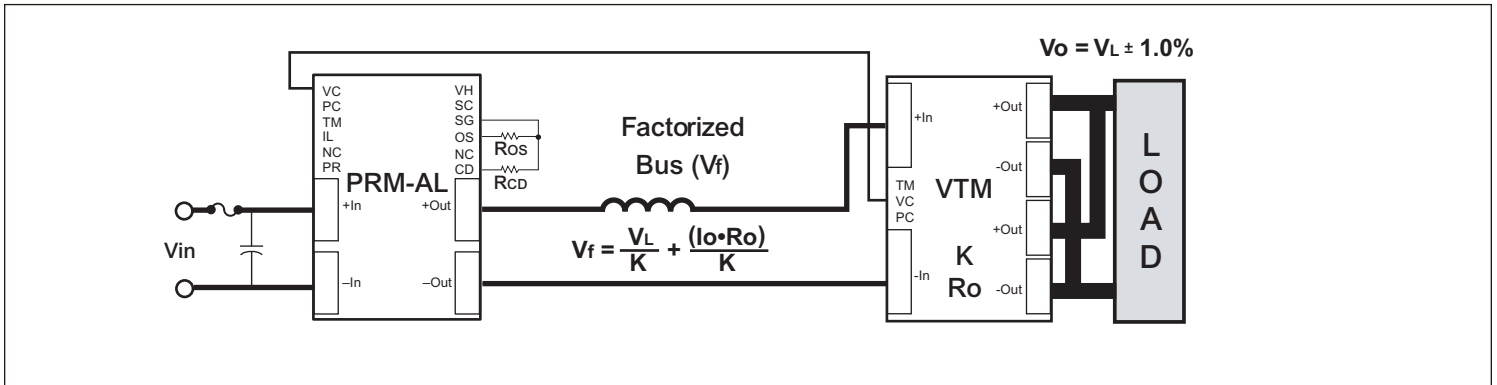 Vo = VL ± 1.0%
VC
PC
TM
IL
NC
PR
VH
SC
SG
OS
NC
CD
ROS
RCD
PRM-AL
+In
–In
+Out
–Out
Vin
Factorized
Bus (Vf)
Vf = VL/K + (Io•Ro)/K
+In
TM
VC
PC
-In
VTM
K
Ro
+Out
-Out
+Out
-Out
L
O
A
D